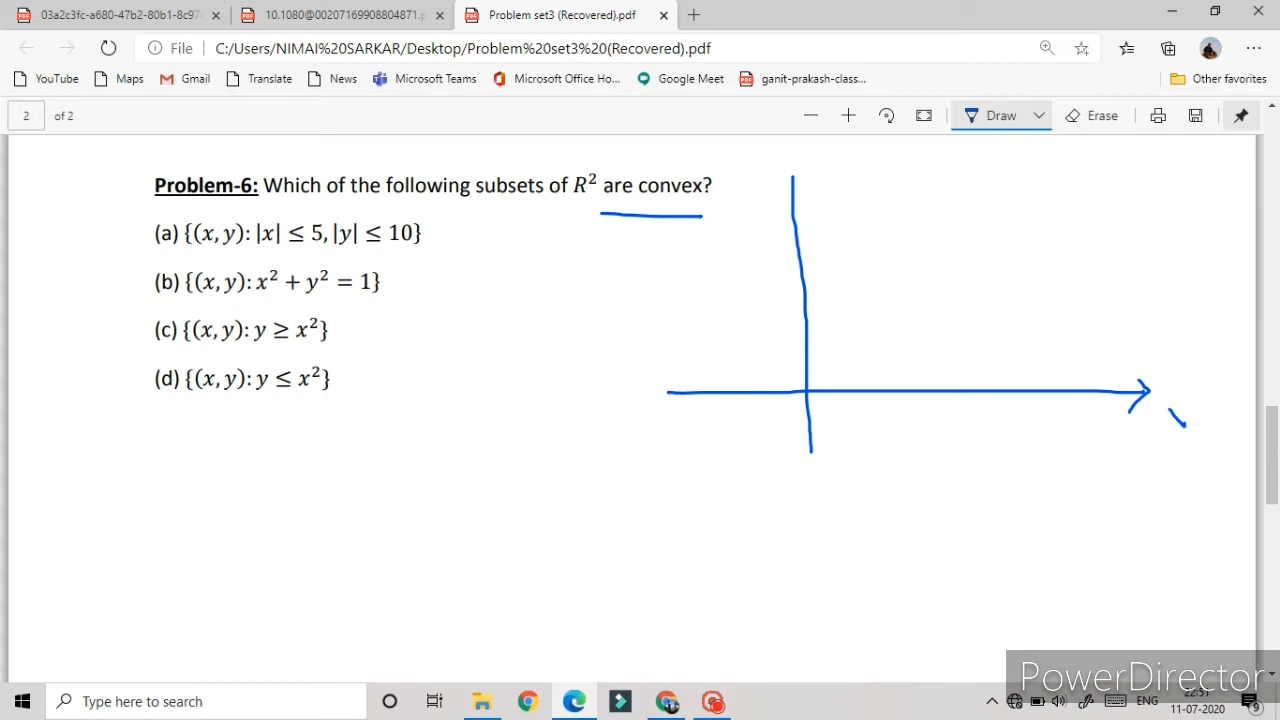 03a2c3fc-a680-47b2-80b1-8c97
10.1080@00207169908804871.p
Problem set3 (Recovered).pdf
File
C:/Users/NIMAI%20SARKAR/Desktop/Problem%20set3%20(Recovered).pdf
YouTube Maps Gmail Translate News Microsoft Teams Microsoft Office Ho... Google Meet ganit-prakash-class... Other favorites
2 of 2 Draw Erase
Problem-6: Which of the following subsets of R² are convex?
(a) {(x, y): |x| ≤ 5, |y| ≤ 10}
(b) {(x, y): x² + y² = 1}
(c) {(x, y): y ≥ x²}
(d) {(x, y): y ≤ x²}
PowerDirector
Type here to search
ENG
22:51
11-07-2020
9